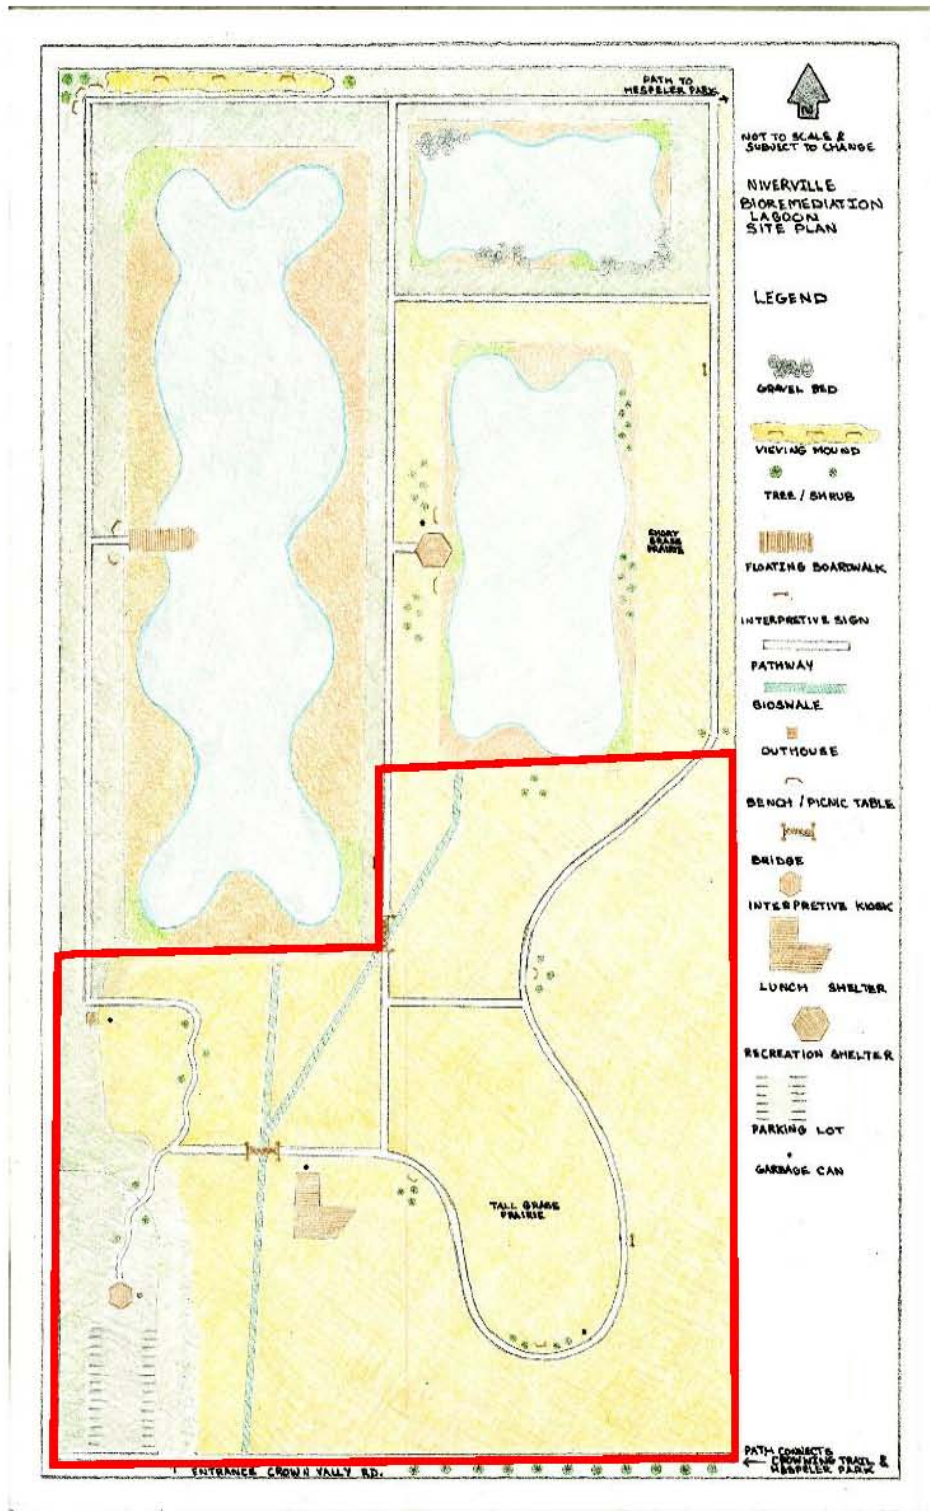 PATH TO
HESPELER PARK
N
NOT TO SCALE &
SUBJECT TO CHANGE
NIVERVILLE
BIOREMEDIATION
LAGOON
SITE PLAN
LEGEND
GRAVEL BED
VIEVING MOUND
TREE / SHRUB
SHORT
GRASS
PRAIRIE
FLOATING BOARDWALK
INTERPRETIVE SIGN
PATHWAY
BIOSWALE
OUTHOUSE
BENCH / PICNIC TABLE
BRIDGE
INTERPRETIVE KIOSK
LUNCH SHELTER
RECREATION SHELTER
PARKING LOT
GARBAGE CAN
TALL GRASS
PRAIRIE
PATH CONNECTS
CROWNING TRAIL &
HESPELER PARK
ENTRANCE CROWN VALLY RD.